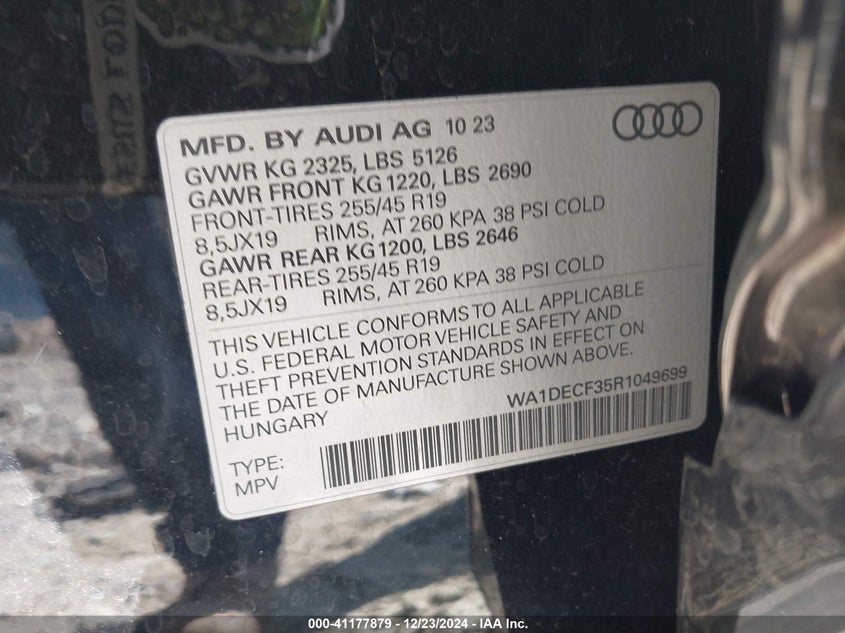 MFD. BY AUDI AG 10 23
GVWR KG 2325, LBS 5126
GAWR FRONT KG 1220, LBS 2690
FRONT-TIRES 255/45 R19
8,5JX19 RIMS, AT 260 KPA 38 PSI COLD
GAWR REAR KG1200, LBS 2646
REAR-TIRES 255/45 R19
8,5JX19 RIMS, AT 260 KPA 38 PSI COLD
THIS VEHICLE CONFORMS TO ALL APPLICABLE
U.S. FEDERAL MOTOR VEHICLE SAFETY AND
THEFT PREVENTION STANDARDS IN EFFECT ON
THE DATE OF MANUFACTURE SHOWN ABOVE.
HUNGARY
WA1DECF35R1049699
TYPE:
MPV
000-41177879 - 12/23/2024 - IAA Inc.